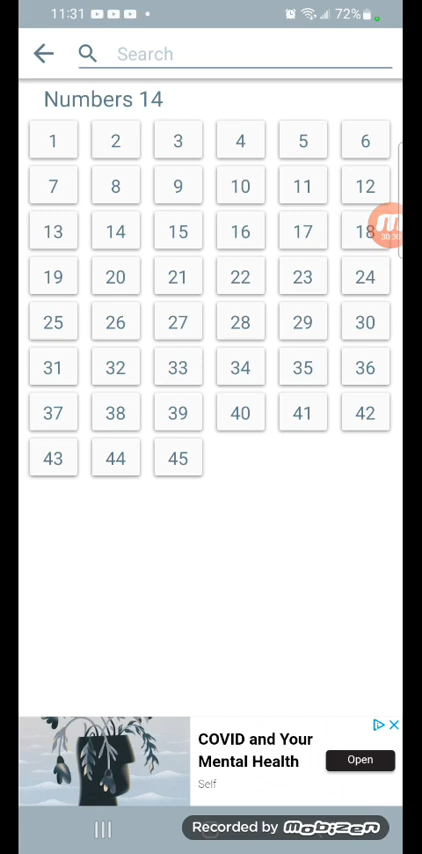 11:31 72%
Search
Numbers 14
1 2 3 4 5 6
7 8 9 10 11 12
13 14 15 16 17 18
30:30
19 20 21 22 23 24
25 26 27 28 29 30
31 32 33 34 35 36
37 38 39 40 41 42
43 44 45
COVID and Your
Mental Health
Open
Self
Recorded by mobizen